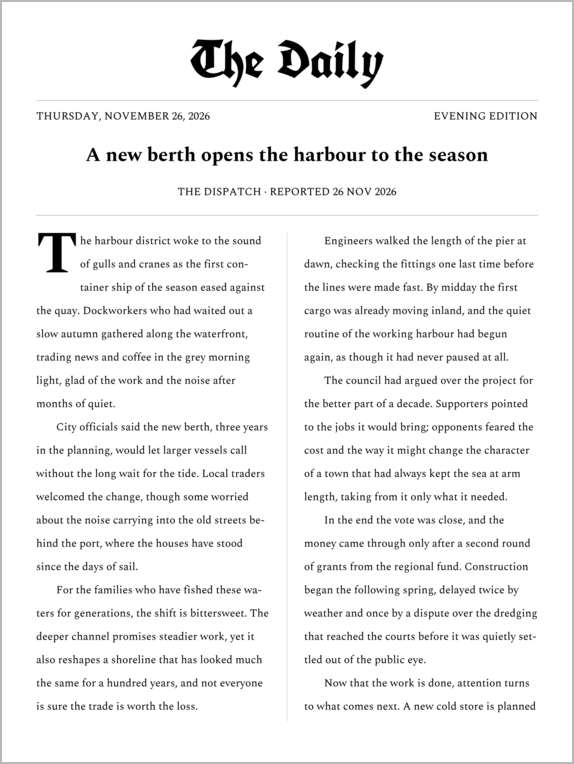 The Daily
THURSDAY, NOVEMBER 26, 2026
EVENING EDITION
A new berth opens the harbour to the season
THE DISPATCH · REPORTED 26 NOV 2026
The harbour district woke to the sound
of gulls and cranes as the first con-
tainer ship of the season eased against
the quay. Dockworkers who had waited out a
slow autumn gathered along the waterfront,
trading news and coffee in the grey morning
light, glad of the work and the noise after
months of quiet.
City officials said the new berth, three years
in the planning, would let larger vessels call
without the long wait for the tide. Local traders
welcomed the change, though some worried
about the noise carrying into the old streets be-
hind the port, where the houses have stood
since the days of sail.
For the families who have fished these wa-
ters for generations, the shift is bittersweet. The
deeper channel promises steadier work, yet it
also reshapes a shoreline that has looked much
the same for a hundred years, and not everyone
is sure the trade is worth the loss.
Engineers walked the length of the pier at
dawn, checking the fittings one last time before
the lines were made fast. By midday the first
cargo was already moving inland, and the quiet
routine of the working harbour had begun
again, as though it had never paused at all.
The council had argued over the project for
the better part of a decade. Supporters pointed
to the jobs it would bring; opponents feared the
cost and the way it might change the character
of a town that had always kept the sea at arm
length, taking from it only what it needed.
In the end the vote was close, and the
money came through only after a second round
of grants from the regional fund. Construction
began the following spring, delayed twice by
weather and once by a dispute over the dredging
that reached the courts before it was quietly set-
tled out of the public eye.
Now that the work is done, attention turns
to what comes next. A new cold store is planned